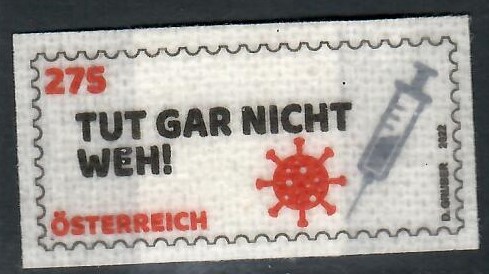 275
TUT GAR NICHT
WEH!
ÖSTERREICH
D. GRUBER 2022